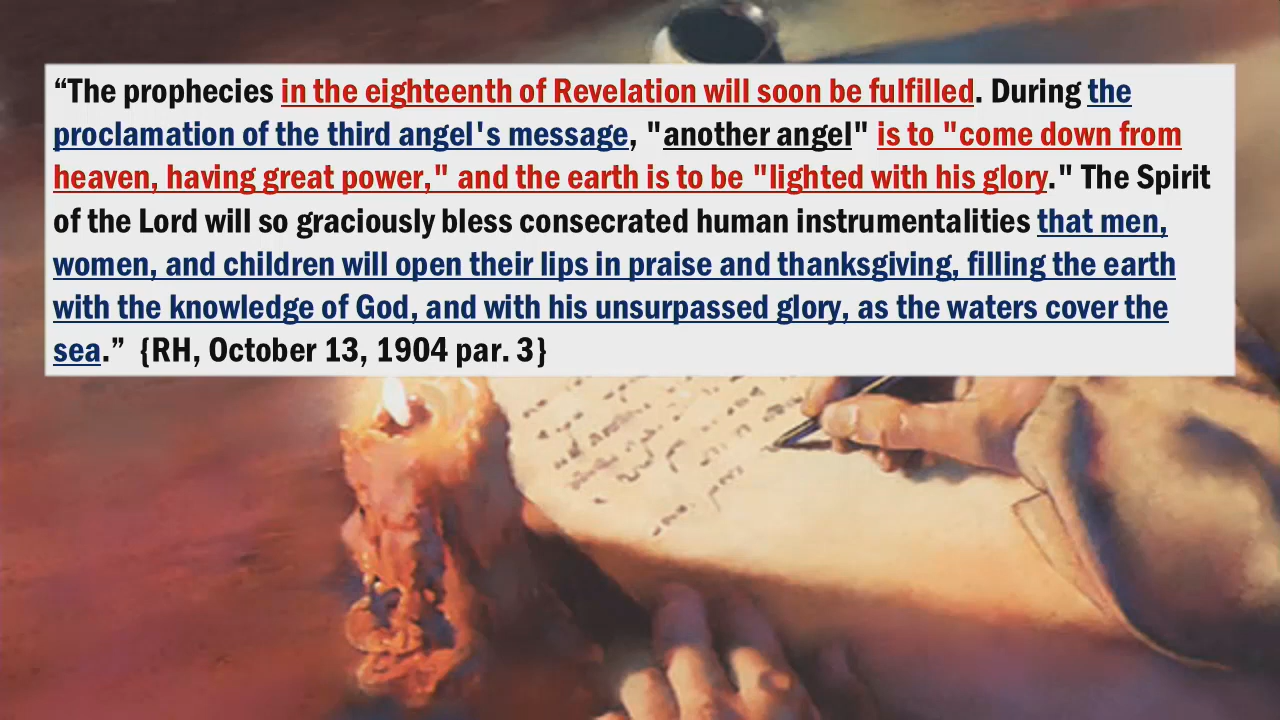 “The prophecies in the eighteenth of Revelation will soon be fulfilled. During the
proclamation of the third angel's message, "another angel" is to "come down from
heaven, having great power," and the earth is to be "lighted with his glory." The Spirit
of the Lord will so graciously bless consecrated human instrumentalities that men,
women, and children will open their lips in praise and thanksgiving, filling the earth
with the knowledge of God, and with his unsurpassed glory, as the waters cover the
sea.” {RH, October 13, 1904 par. 3}